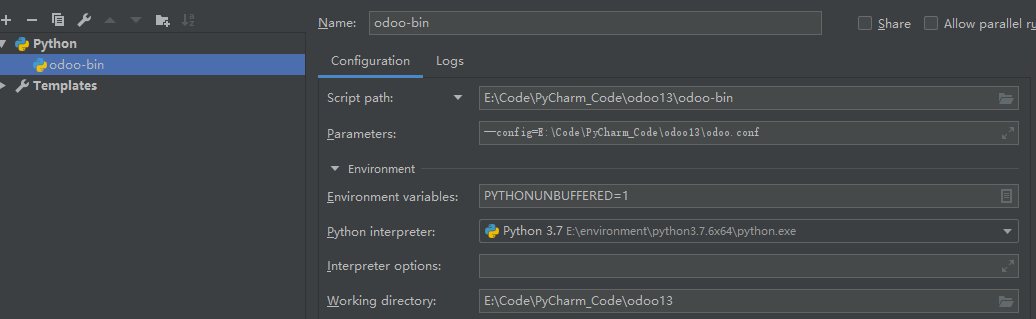 Name: odoo-bin Share Allow parallel ru
Python
odoo-bin
Templates
Configuration Logs
Script path: E:\Code\PyCharm_Code\odoo13\odoo-bin
Parameters: —config=E:\Code\PyCharm_Code\odoo13\odoo.conf
Environment
Environment variables: PYTHONUNBUFFERED=1
Python interpreter: Python 3.7 E:\environment\python3.7.6x64\python.exe
Interpreter options:
Working directory: E:\Code\PyCharm_Code\odoo13